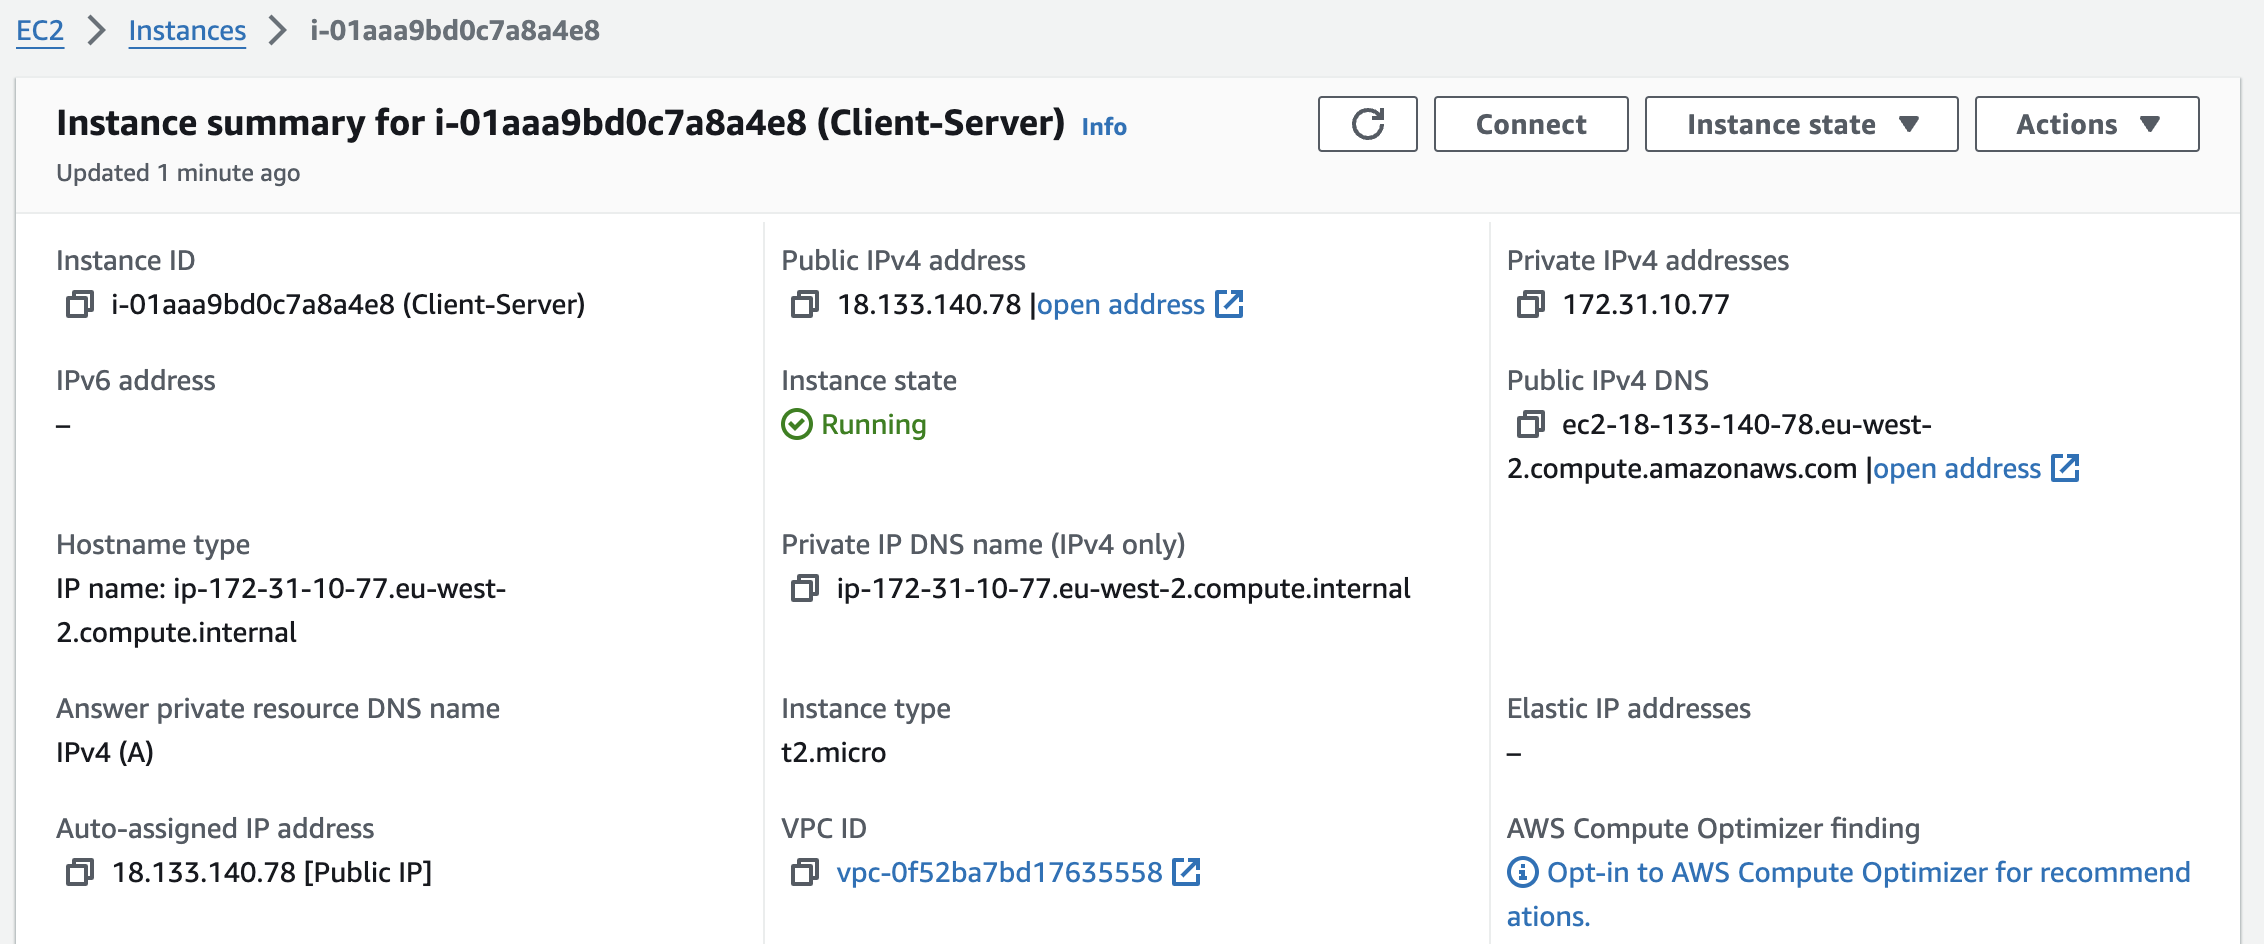 EC2 > Instances > i-01aaa9bd0c7a8a4e8
Instance summary for i-01aaa9bd0c7a8a4e8 (Client-Server) Info
Connect
Instance state
Actions
Updated 1 minute ago
Instance ID
i-01aaa9bd0c7a8a4e8 (Client-Server)
Public IPv4 address
18.133.140.78 |open address
Private IPv4 addresses
172.31.10.77
IPv6 address
–
Instance state
Running
Public IPv4 DNS
ec2-18-133-140-78.eu-west-
2.compute.amazonaws.com |open address
Hostname type
IP name: ip-172-31-10-77.eu-west-
2.compute.internal
Private IP DNS name (IPv4 only)
ip-172-31-10-77.eu-west-2.compute.internal
Answer private resource DNS name
IPv4 (A)
Instance type
t2.micro
Elastic IP addresses
–
Auto-assigned IP address
18.133.140.78 [Public IP]
VPC ID
vpc-0f52ba7bd17635558
AWS Compute Optimizer finding
Opt-in to AWS Compute Optimizer for recommend
ations.